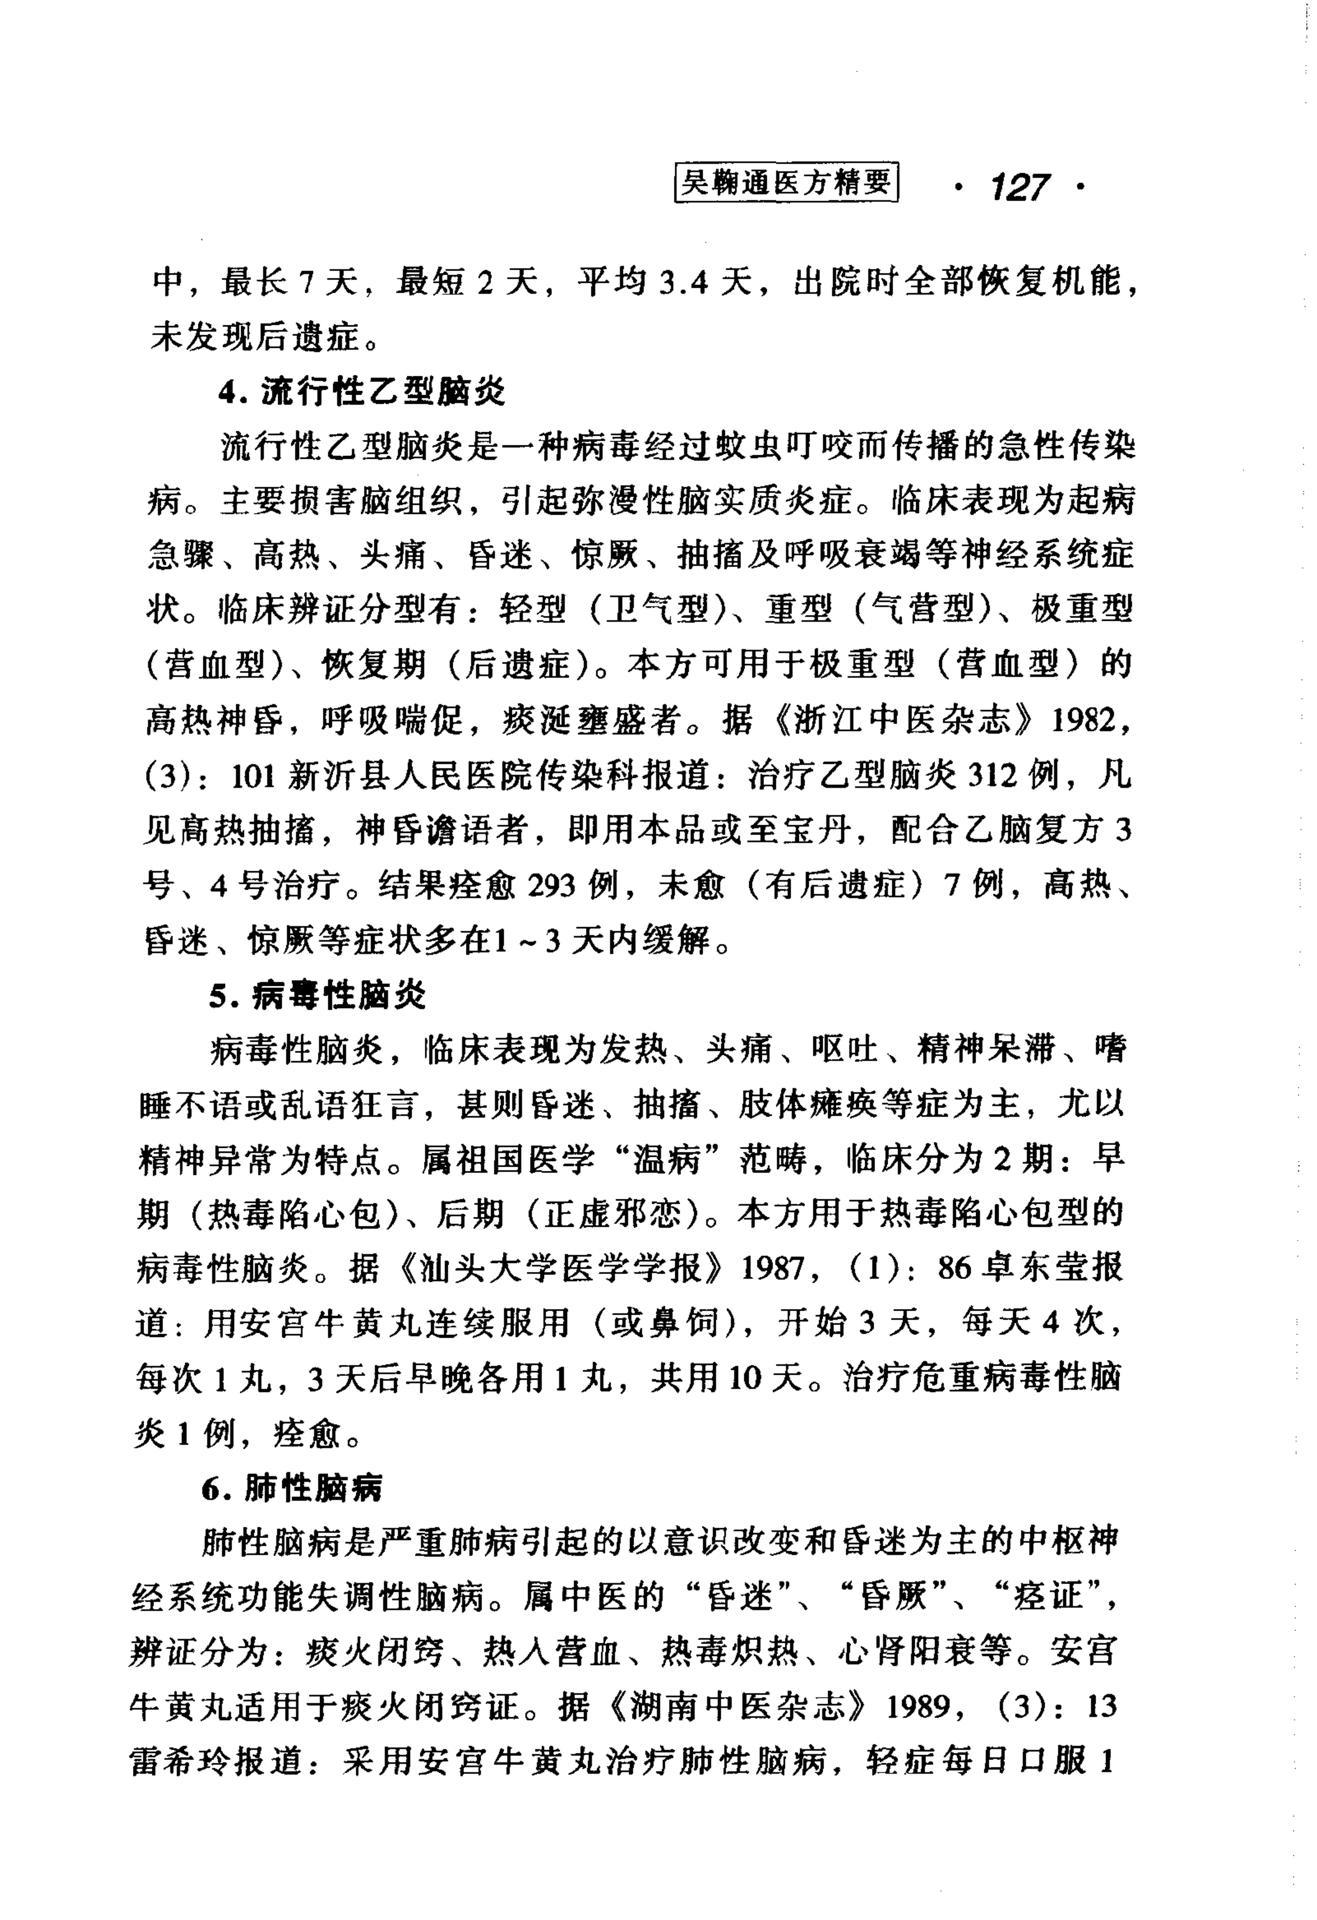 吴鞠通医方精要 · 127 ·
中，最长 7 天，最短 2 天，平均 3.4 天，出院时全部恢复机能，
未发现后遗症。
4. 流行性乙型脑炎
流行性乙型脑炎是一种病毒经过蚊虫叮咬而传播的急性传染
病。主要损害脑组织，引起弥漫性脑实质炎症。临床表现为起病
急骤、高热、头痛、昏迷、惊厥、抽搐及呼吸衰竭等神经系统症
状。临床辨证分型有：轻型（卫气型）、重型（气营型）、极重型
（营血型）、恢复期（后遗症）。本方可用于极重型（营血型）的
高热神昏，呼吸喘促，痰涎壅盛者。据《浙江中医杂志》1982，
(3)：101 新沂县人民医院传染科报道：治疗乙型脑炎 312 例，凡
见高热抽搐，神昏谵语者，即用本品或至宝丹，配合乙脑复方 3
号、4 号治疗。结果痊愈 293 例，未愈（有后遗症）7 例，高热、
昏迷、惊厥等症状多在1～3 天内缓解。
5. 病毒性脑炎
病毒性脑炎，临床表现为发热、头痛、呕吐、精神呆滞、嗜
睡不语或乱语狂言，甚则昏迷、抽搐、肢体瘫痪等症为主，尤以
精神异常为特点。属祖国医学“温病”范畴，临床分为 2 期：早
期（热毒陷心包）、后期（正虚邪恋）。本方用于热毒陷心包型的
病毒性脑炎。据《汕头大学医学学报》1987，（1）：86 卓东莹报
道：用安宫牛黄丸连续服用（或鼻饲），开始 3 天，每天 4 次，
每次 1 丸，3 天后早晚各用 1 丸，共用 10 天。治疗危重病毒性脑
炎 1 例，痊愈。
6. 肺性脑病
肺性脑病是严重肺病引起的以意识改变和昏迷为主的中枢神
经系统功能失调性脑病。属中医的“昏迷”、“昏厥”、“痉证”，
辨证分为：痰火闭窍、热入营血、热毒炽热、心肾阳衰等。安宫
牛黄丸适用于痰火闭窍证。据《湖南中医杂志》1989，（3）：13
雷希玲报道：采用安宫牛黄丸治疗肺性脑病，轻症每日口服 1